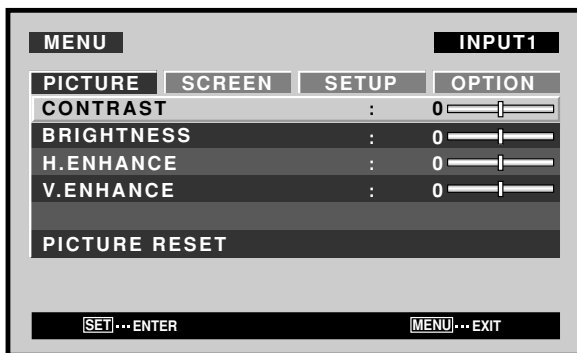 MENU INPUT1
PICTURE SCREEN SETUP OPTION
CONTRAST : 0
BRIGHTNESS : 0
H.ENHANCE : 0
V.ENHANCE : 0
PICTURE RESET
SET ··· ENTER MENU ··· EXIT